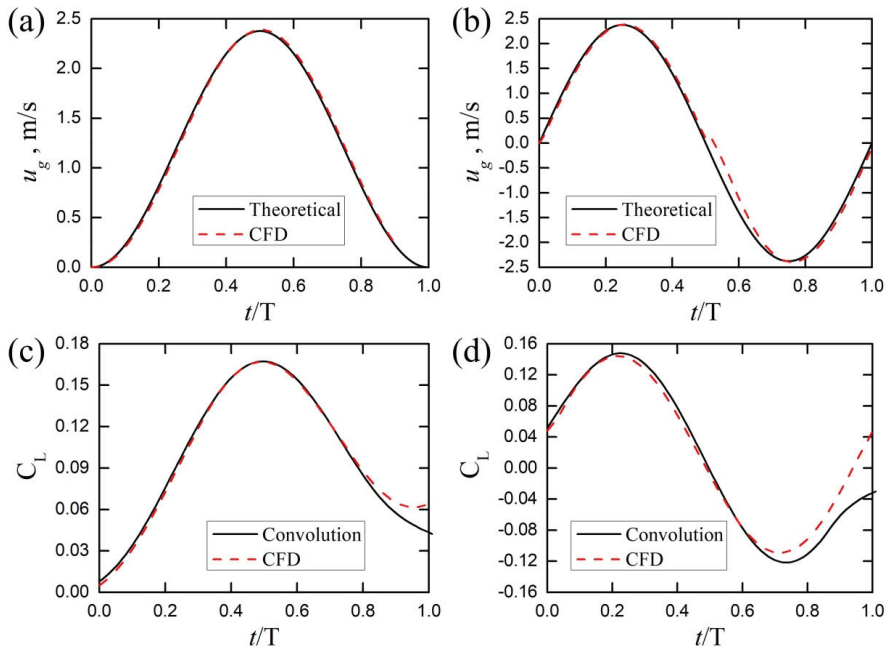 (a)
2.5
2.0
1.5
1.0
0.5
0.0
u_g , m/s
Theoretical
CFD
0.0 0.2 0.4 0.6 0.8 1.0
t/T
(b)
2.5
2.0
1.5
1.0
0.5
0.0
-0.5
-1.0
-1.5
-2.0
-2.5
u_g , m/s
Theoretical
CFD
0.0 0.2 0.4 0.6 0.8 1.0
t/T
(c)
0.18
0.15
0.12
0.09
0.06
0.03
0.00
C_L
Convolution
CFD
0.0 0.2 0.4 0.6 0.8 1.0
t/T
(d)
0.16
0.12
0.08
0.04
0.00
-0.04
-0.08
-0.12
-0.16
C_L
Convolution
CFD
0.0 0.2 0.4 0.6 0.8 1.0
t/T